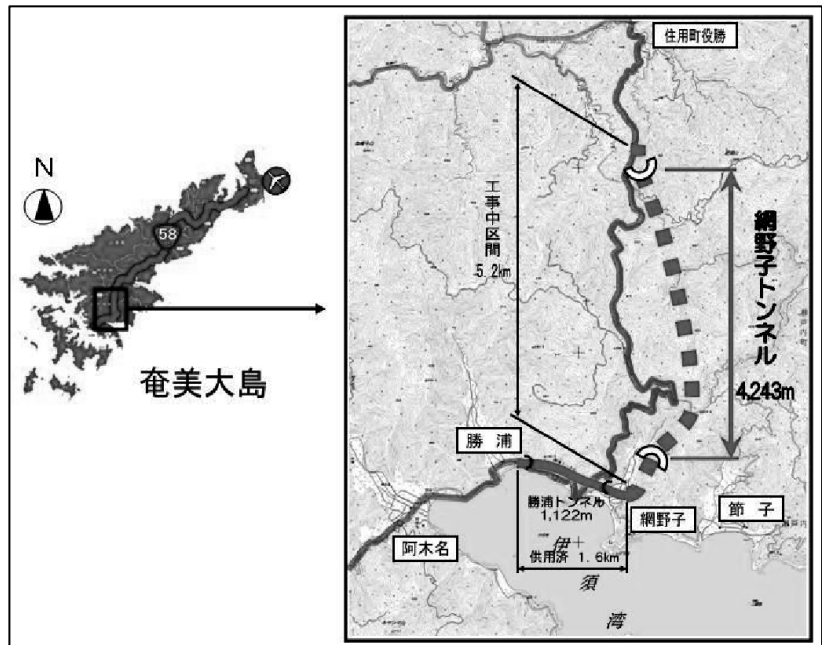 N
58
奄美大島
住用町役勝
工事中区間
5.2km
網野子トンネル
4,243m
勝浦
勝浦トンネル
1,122m
網野子
節子
阿木名
供用済 1.6km
伊須湾